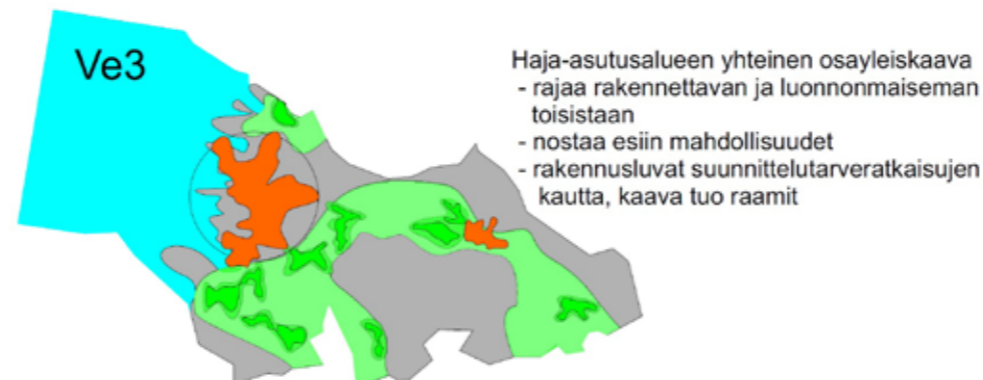 Ve3
Haja-asutusalueen yhteinen osayleiskaava
- rajaa rakennettavan ja luonnonmaiseman
toisistaan
- nostaa esiin mahdollisuudet
- rakennusluvat suunnittelutarveratkaisujen
kautta, kaava tuo raamit